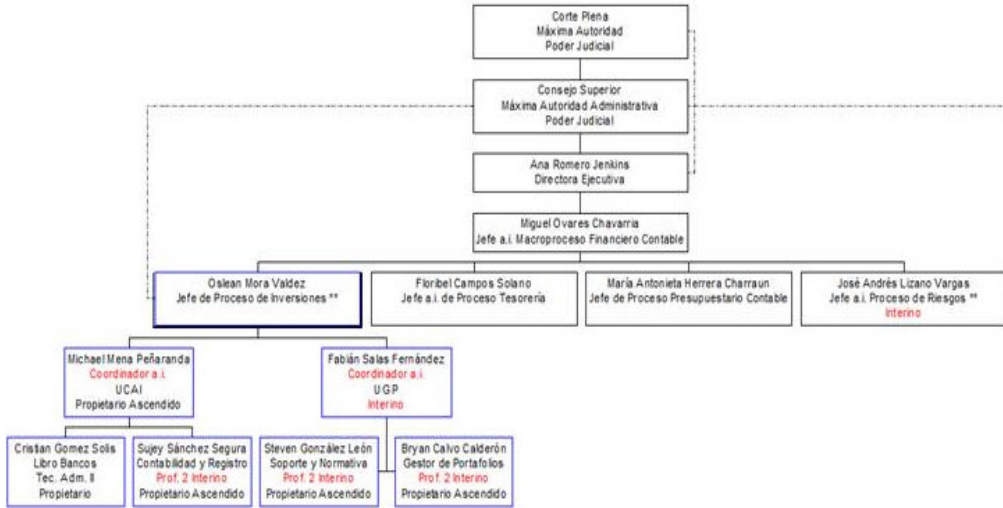 Corte Plena
Máxima Autoridad
Poder Judicial
Consejo Superior
Máxima Autoridad Administrativa
Poder Judicial
Ana Romero Jenkins
Directora Ejecutiva
Miguel Ovares Chavarria
Jefe a.i. Macroproceso Financiero Contable
Oslean Mora Valdez
Jefe de Proceso de Inversiones **
Floribel Campos Solano
Jefe a.i. de Proceso Tesorería
María Antonieta Herrera Charraun
Jefe de Proceso Presupuestario Contable
José Andrés Lizano Vargas
Jefe a.i. Proceso de Riesgos **
Interino
Michael Mena Peñaranda
Coordinador a.i.
UCAI
Propietario Ascendido
Fabián Salas Fernández
Coordinador a.i.
UGP
Interino
Cristian Gomez Solis
Libro Bancos
Tec. Adm. II
Propietario
Sujey Sánchez Segura
Contabilidad y Registro
Prof. 2 Interino
Propietario Ascendido
Steven González León
Soporte y Normativa
Prof. 2 Interino
Propietario Ascendido
Bryan Calvo Calderón
Gestor de Portafolios
Prof. 2 Interino
Propietario Ascendido